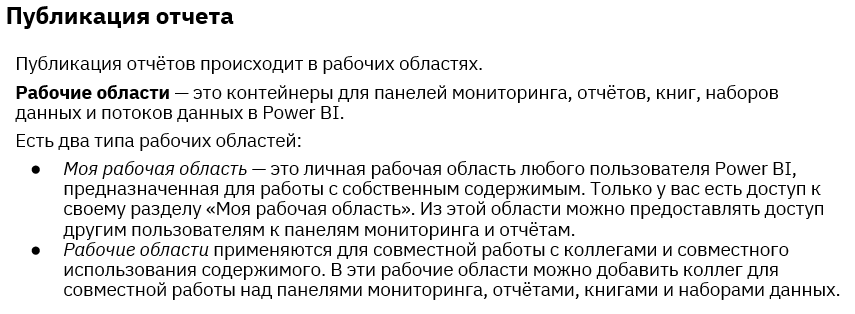 Публикация отчета
Публикация отчётов происходит в рабочих областях.
Рабочие области — это контейнеры для панелей мониторинга, отчётов, книг, наборов
данных и потоков данных в Power BI.
Есть два типа рабочих областей:
● Моя рабочая область — это личная рабочая область любого пользователя Power BI,
предназначенная для работы с собственным содержимым. Только у вас есть доступ к
своему разделу «Моя рабочая область». Из этой области можно предоставлять доступ
другим пользователям к панелям мониторинга и отчётам.
● Рабочие области применяются для совместной работы с коллегами и совместного
использования содержимого. В эти рабочие области можно добавить коллег для
совместной работы над панелями мониторинга, отчётами, книгами и наборами данных.